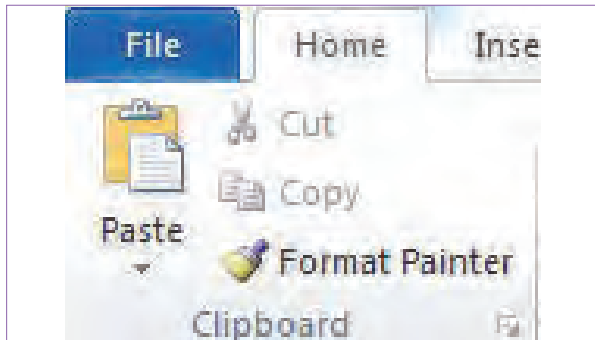 File Home Inse
Cut
Copy
Paste
Format Painter
Clipboard